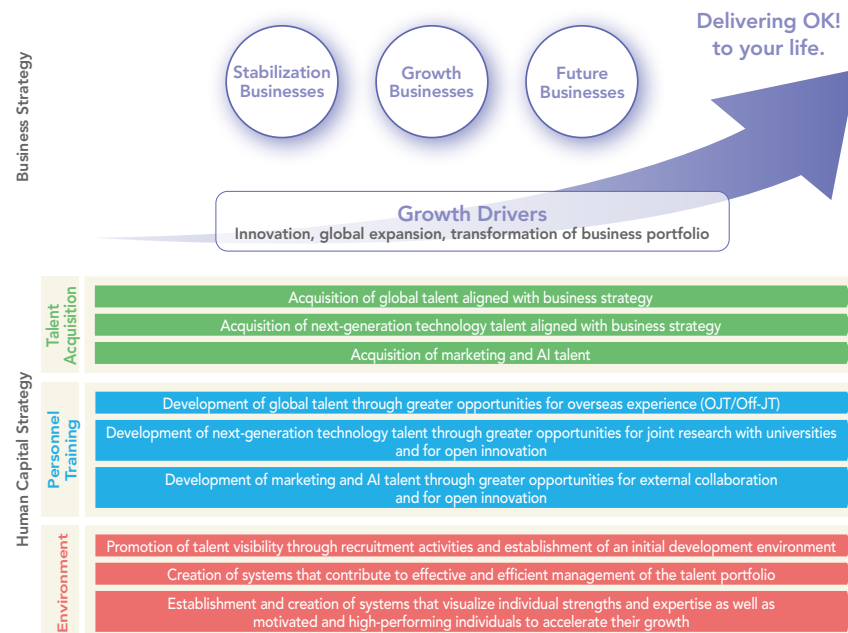 Business Strategy
Delivering OK!
to your life.
Stabilization
Businesses
Growth
Businesses
Future
Businesses
Growth Drivers
Innovation, global expansion, transformation of business portfolio
Human Capital Strategy
Talent
Acquisition
Acquisition of global talent aligned with business strategy
Acquisition of next-generation technology talent aligned with business strategy
Acquisition of marketing and AI talent
Personnel
Training
Development of global talent through greater opportunities for overseas experience (OJT/Off-JT)
Development of next-generation technology talent through greater opportunities for joint research with universities
and for open innovation
Development of marketing and AI talent through greater opportunities for external collaboration
and for open innovation
Environment
Promotion of talent visibility through recruitment activities and establishment of an initial development environment
Creation of systems that contribute to effective and efficient management of the talent portfolio
Establishment and creation of systems that visualize individual strengths and expertise as well as
motivated and high-performing individuals to accelerate their growth